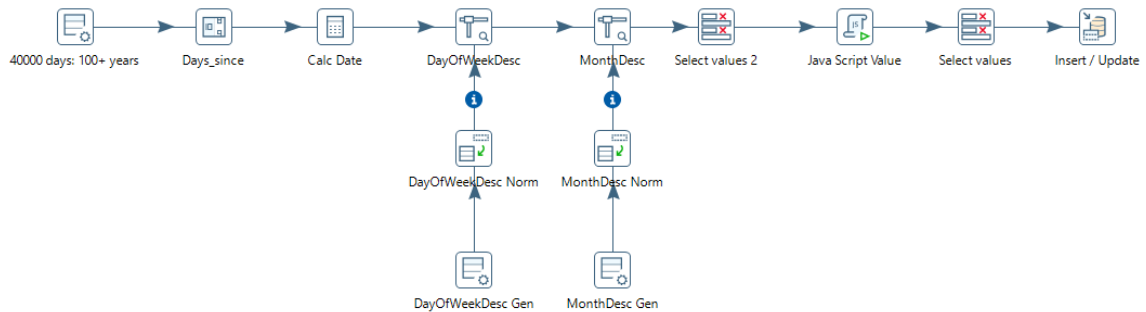 40000 days: 100+ years
Days_since
Calc Date
DayOfWeekDesc
MonthDesc
Select values 2
JS
Java Script Value
Select values
Insert / Update
i
i
DayOfWeekDesc Norm
MonthDesc Norm
DayOfWeekDesc Gen
MonthDesc Gen